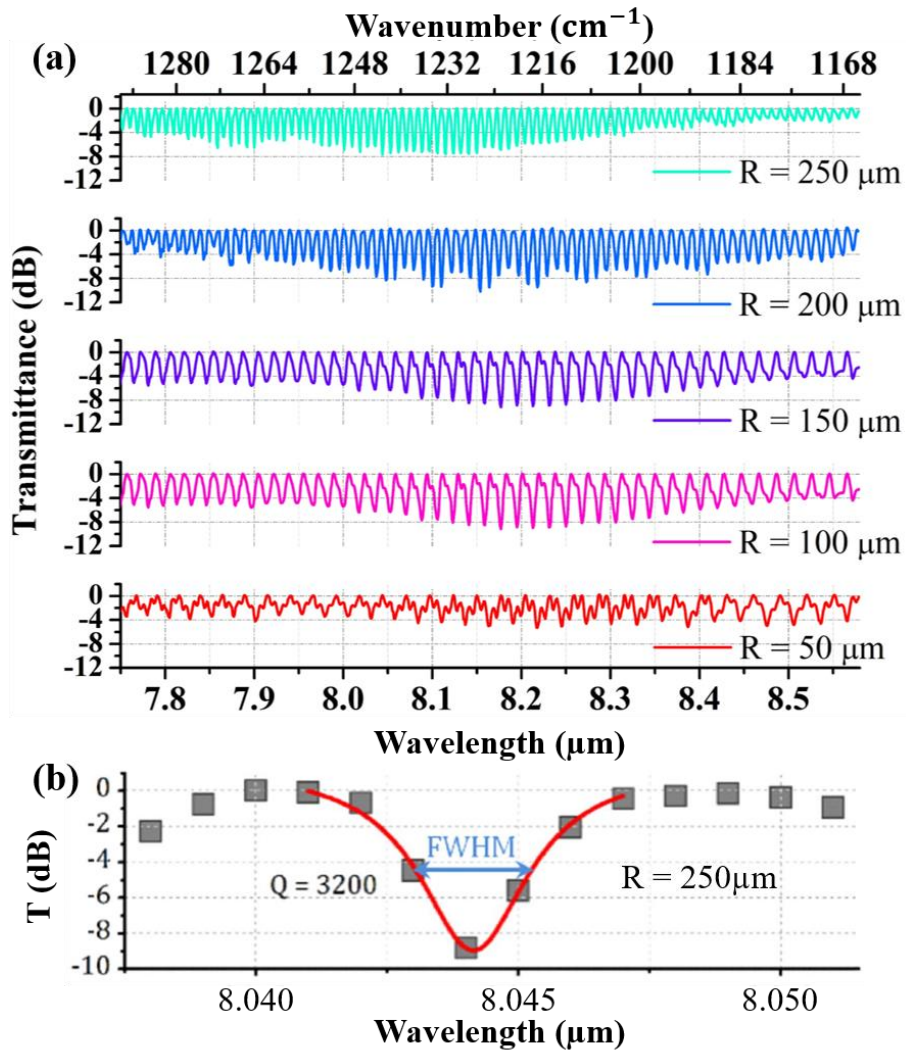 Wavenumber (cm⁻¹)
(a) 1280 1264 1248 1232 1216 1200 1184 1168
0
-4
-8
-12
R = 250 μm
0
-4
-8
-12
R = 200 μm
Transmittance (dB)
0
-4
-8
-12
R = 150 μm
0
-4
-8
-12
R = 100 μm
0
-4
-8
-12
R = 50 μm
7.8 7.9 8.0 8.1 8.2 8.3 8.4 8.5
Wavelength (μm)
(b)
T (dB)
0
-2
-4
-6
-8
-10
FWHM
Q = 3200
R = 250μm
8.040 8.045 8.050
Wavelength (μm)